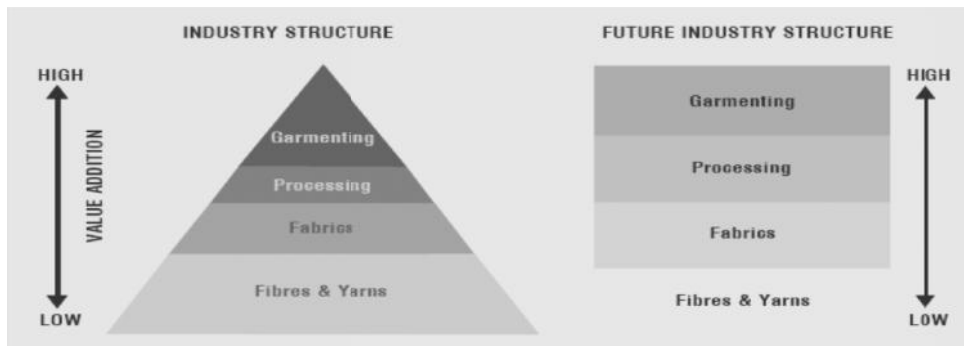 INDUSTRY STRUCTURE
HIGH
VALUE ADDITION
LOW
Garmenting
Processing
Fabrics
Fibres & Yarns
FUTURE INDUSTRY STRUCTURE
HIGH
Garmenting
Processing
Fabrics
Fibres & Yarns
LOW